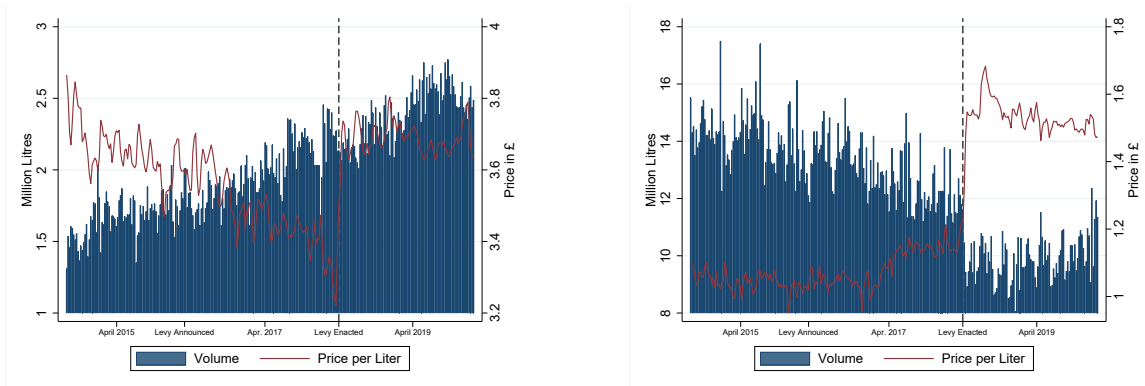 3
2.5
2
1.5
1
Million Litres
4
3.8
3.6
3.4
3.2
Price in £
April 2015
Levy Announced
Apr. 2017
Levy Enacted
April 2019
Volume
Price per Liter
18
16
14
12
10
8
Million Litres
1.8
1.6
1.4
1.2
1
Price in £
April 2015
Levy Announced
Apr. 2017
Levy Enacted
April 2019
Volume
Price per Liter